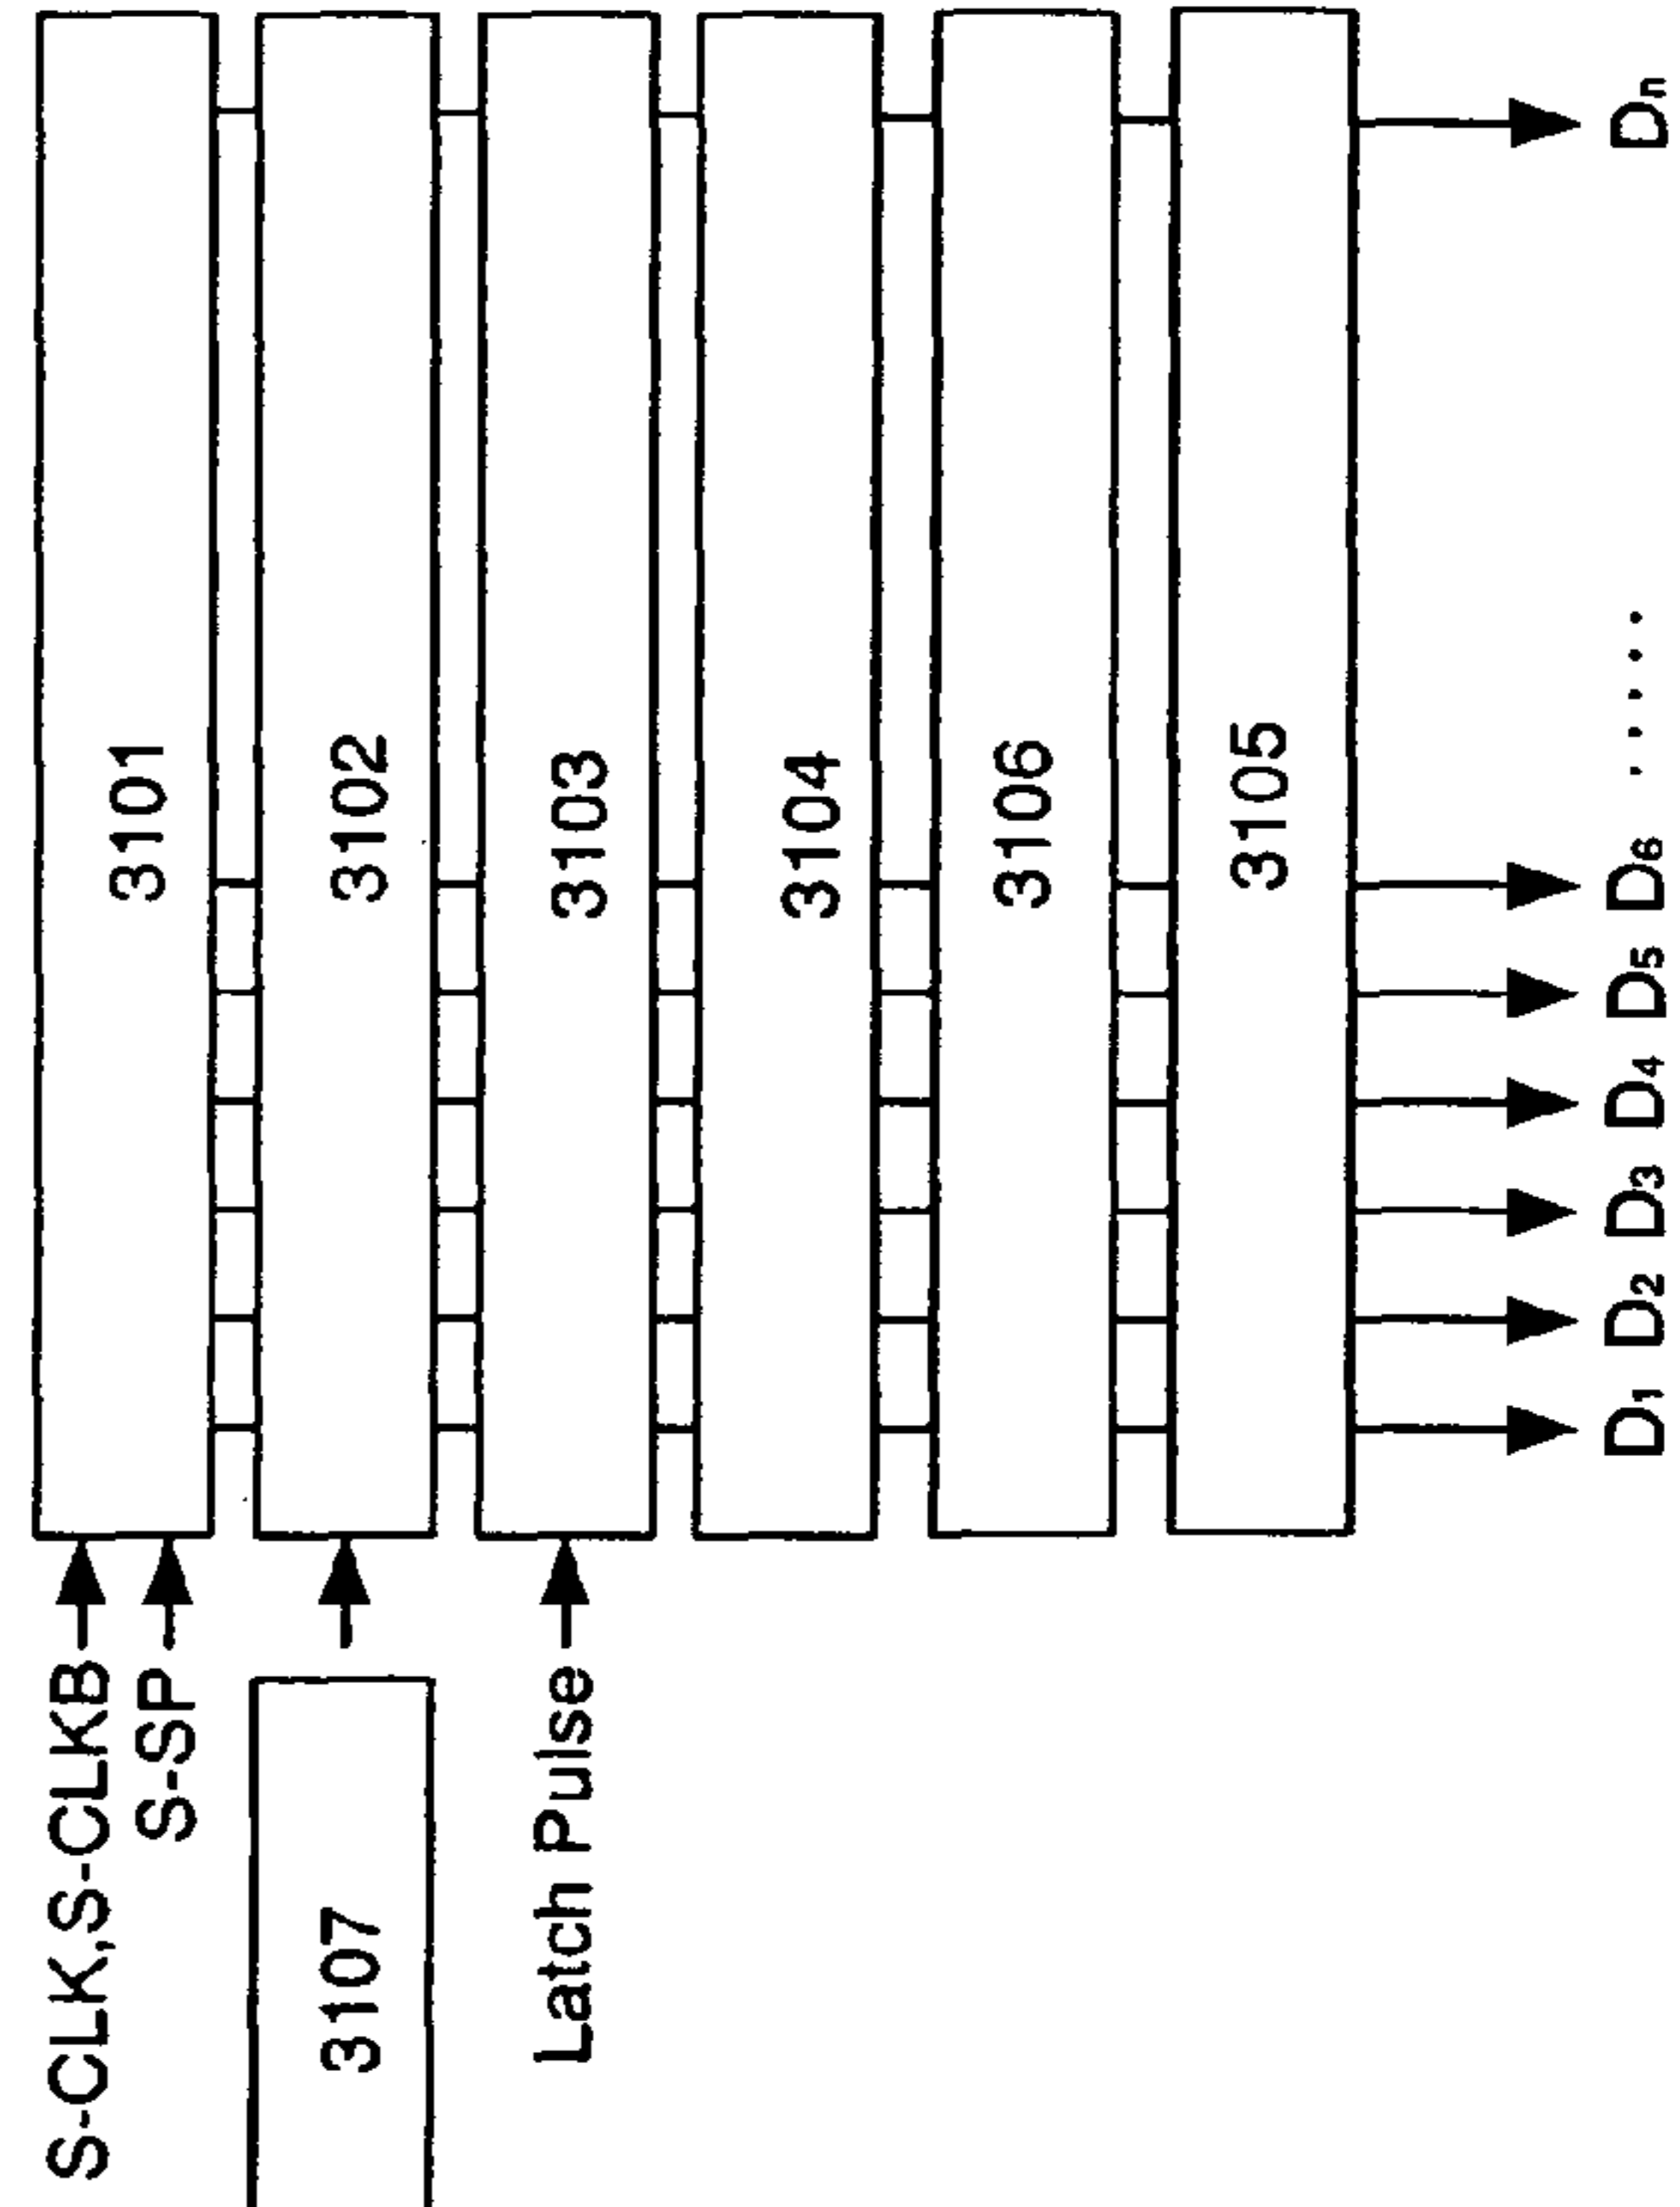 S-CLK,S-CLKB
S-SP
3101
3107
3102
Latch Pulse
3103
3104
3106
3105
D1 D2 D3 D4 D5 D6 ..... Dn